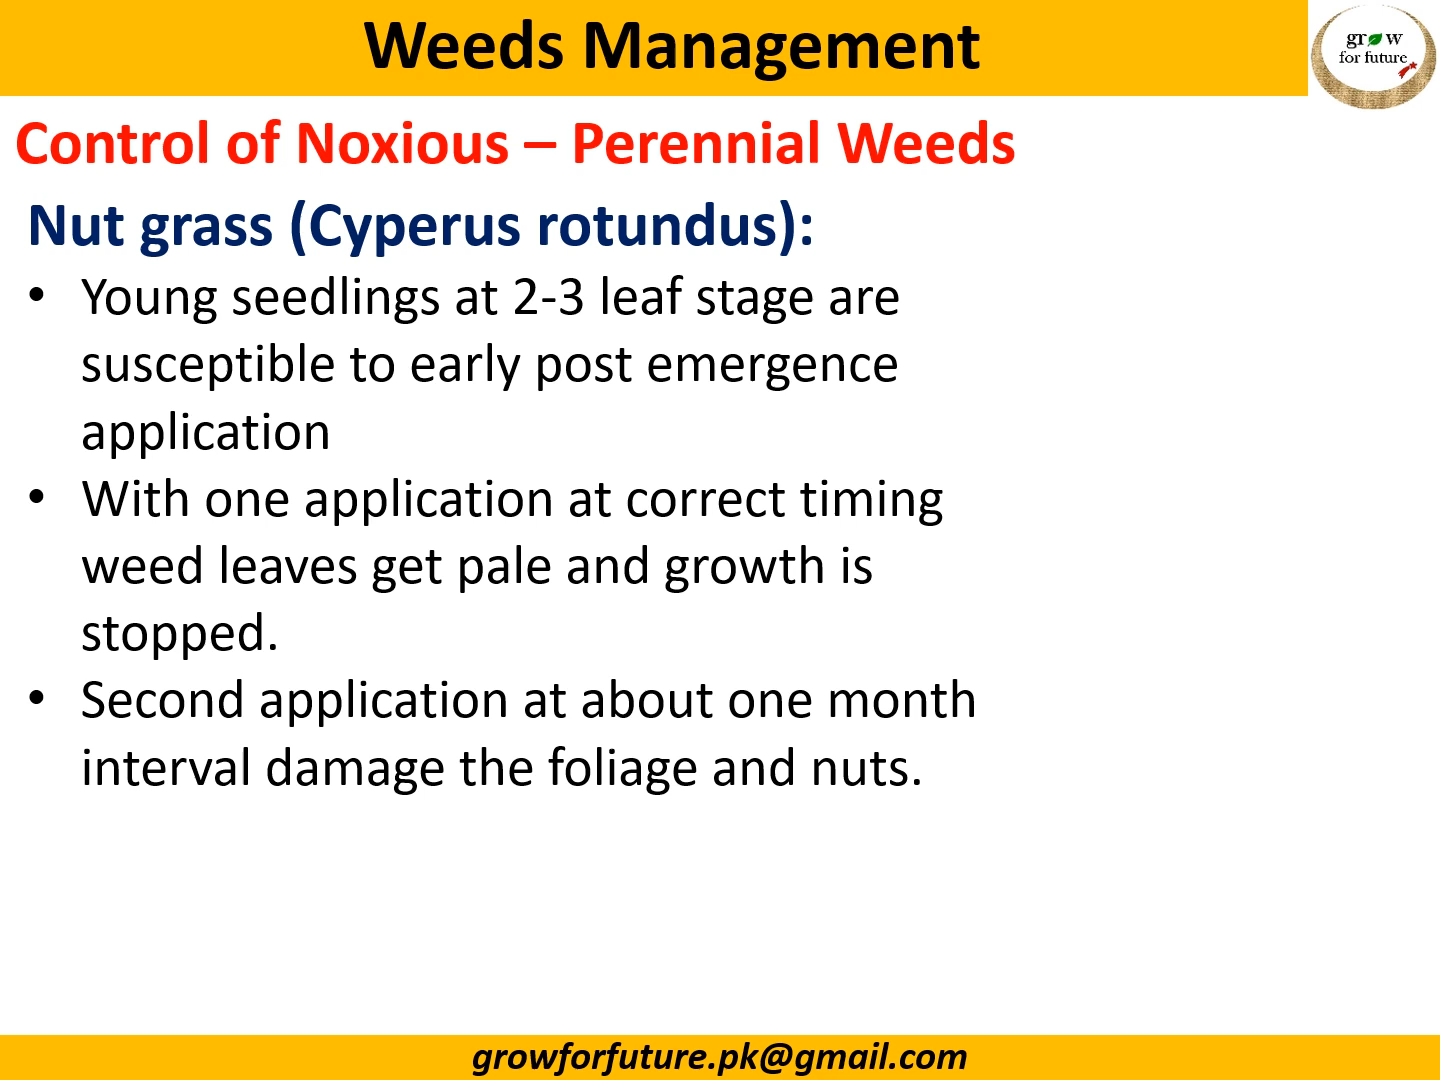 Weeds Management
gr w
for future
Control of Noxious – Perennial Weeds
Nut grass (Cyperus rotundus):
• Young seedlings at 2-3 leaf stage are
susceptible to early post emergence
application
• With one application at correct timing
weed leaves get pale and growth is
stopped.
• Second application at about one month
interval damage the foliage and nuts.
growforfuture.pk@gmail.com